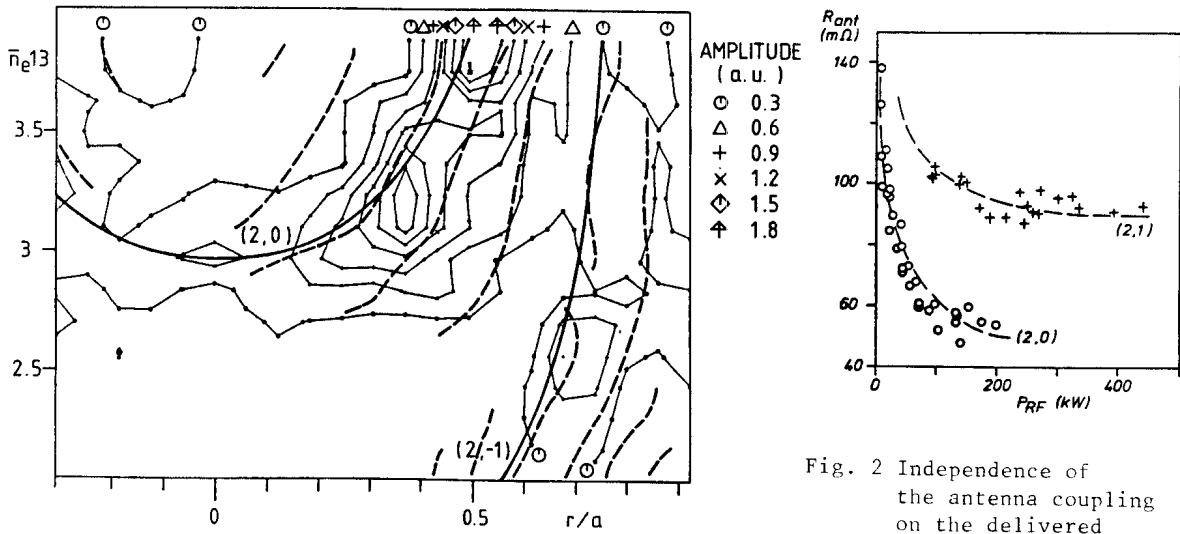 n̄e13
3.5
3
2.5
(2,0)
(2,-1)
1
0
0.5
r/a
AMPLITUDE
(a.u.)
0.3
0.6
0.9
1.2
1.5
1.8
Rant
(mΩ)
140
100
60
40
0
200
400
PRF (kW)
(2,1)
(2,0)
Fig. 2 Independence of
the antenna coupling
on the delivered